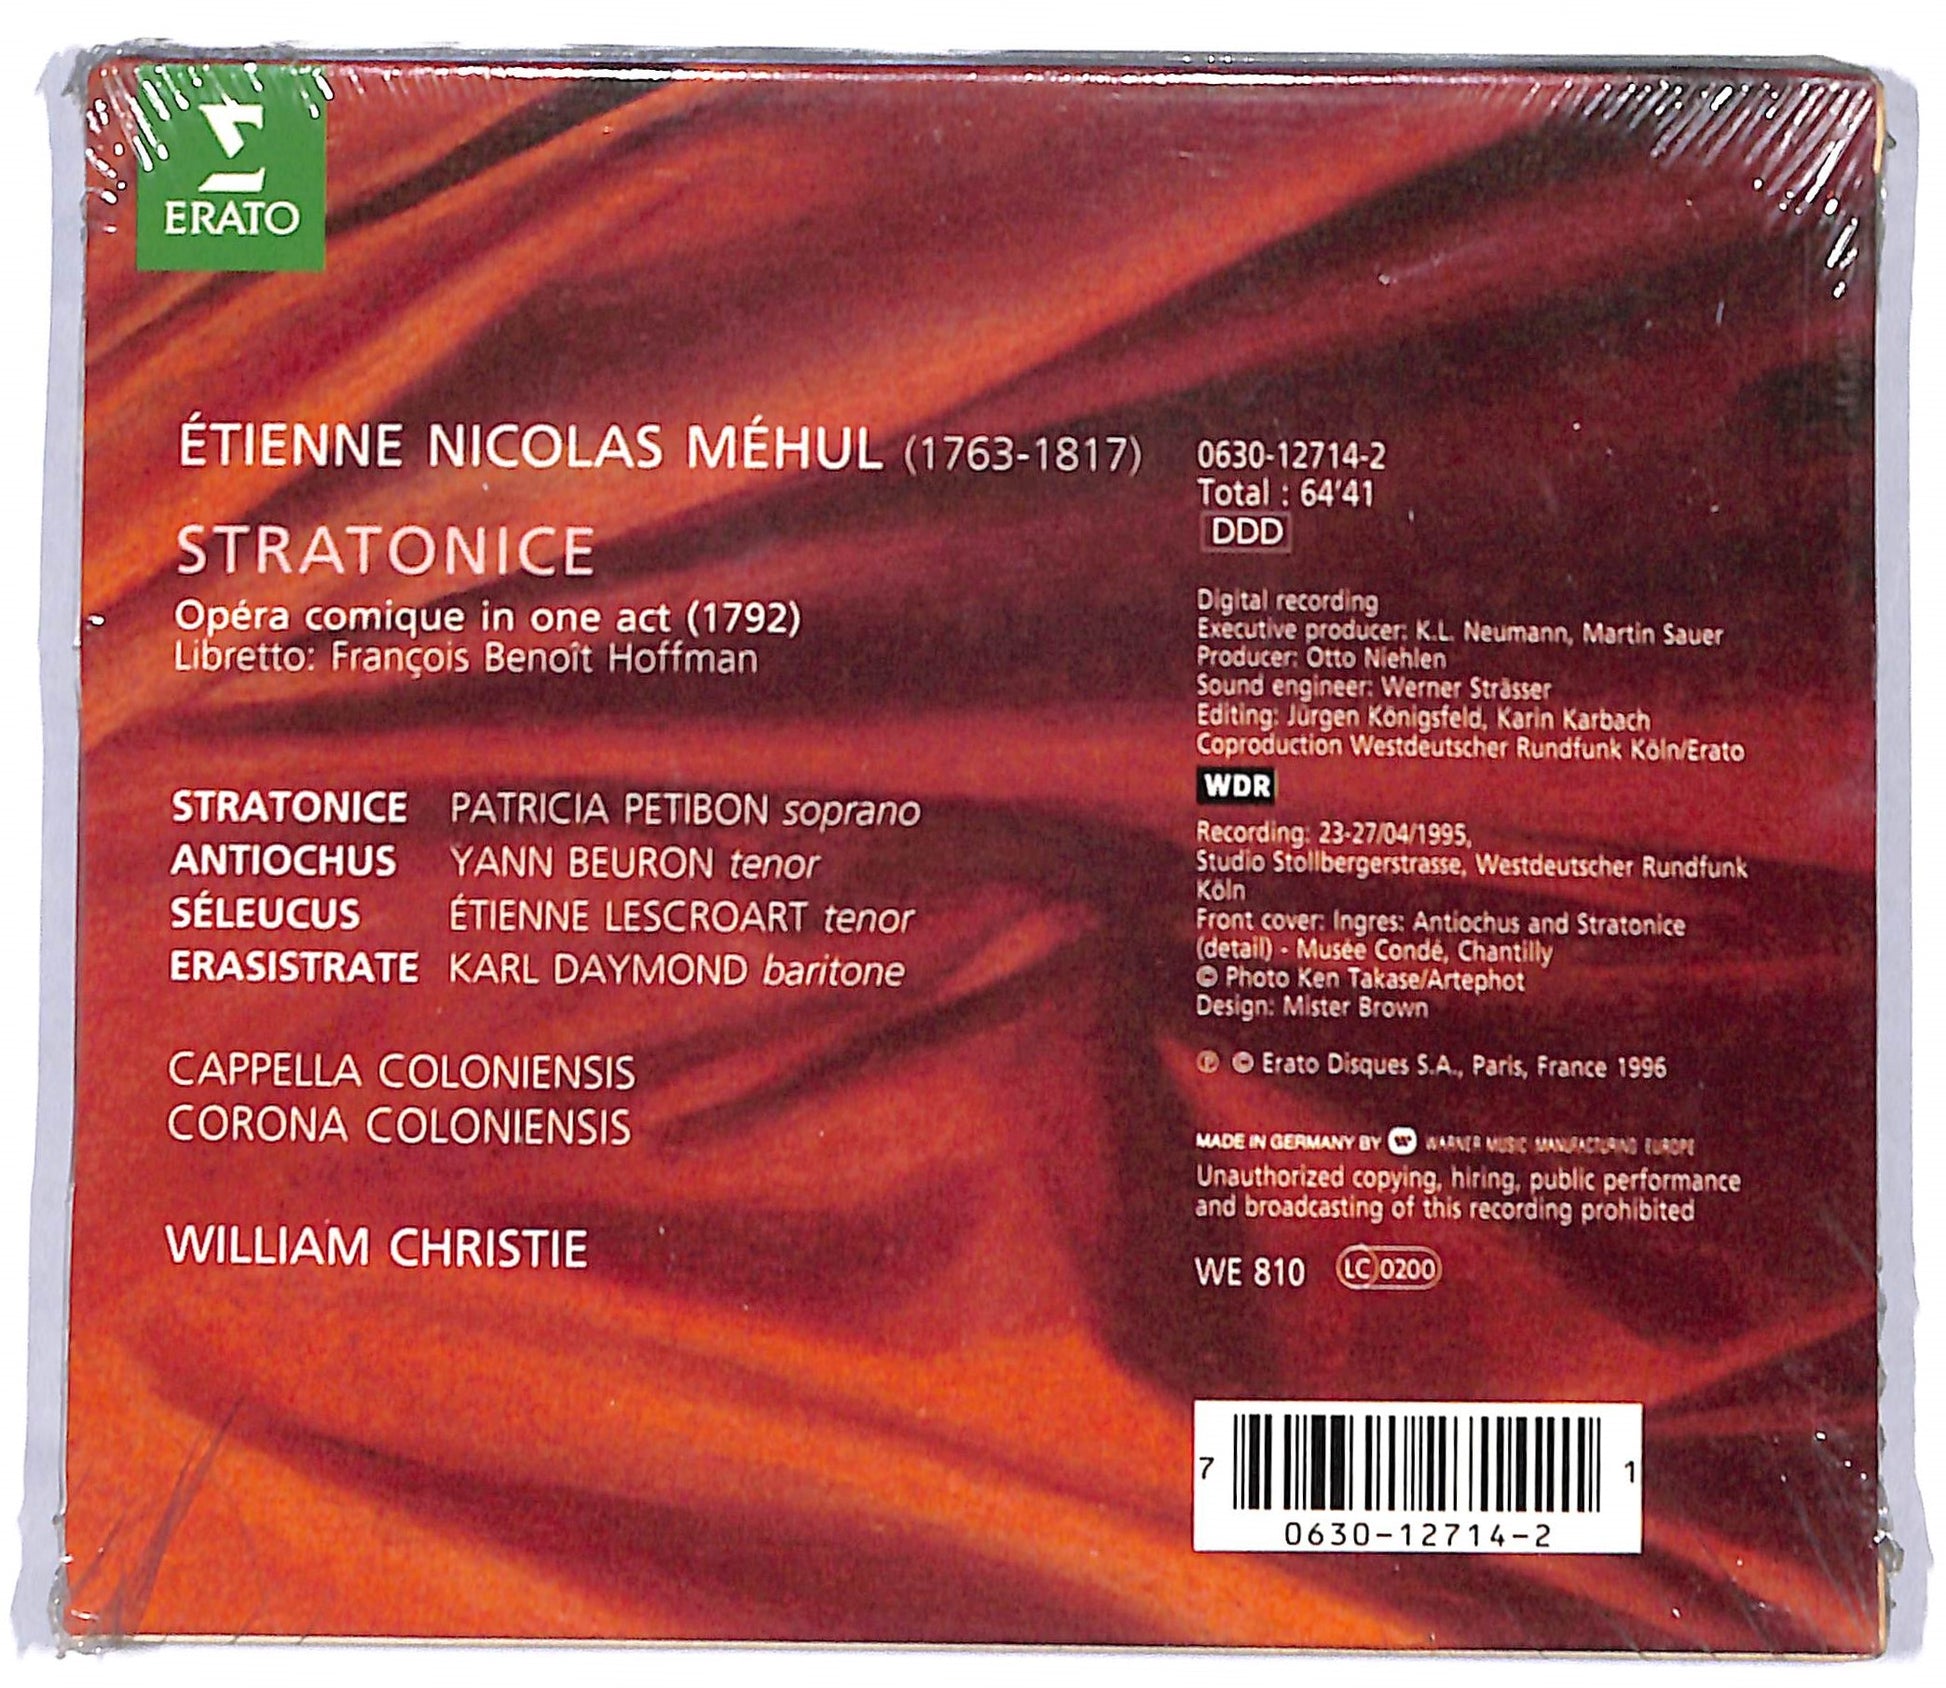 ERATO
ÉTIENNE NICOLAS MÉHUL (1763-1817)
STRATONICE
Opéra comique in one act (1792)
Libretto: François Benoît Hoffman
STRATONICE PATRICIA PETIBON soprano
ANTIOCHUS YANN BEURON tenor
SÉLEUCUS ÉTIENNE LESCROART tenor
ERASISTRATE KARL DAYMOND baritone
CAPPELLA COLONIENSIS
CORONA COLONIENSIS
WILLIAM CHRISTIE
0630-12714-2
Total : 64'41
DDD
Digital recording
Executive producer: K.L. Neumann, Martin Sauer
Producer: Otto Niehlen
Sound engineer: Werner Strässer
Editing: Jürgen Königsfeld, Karin Karbach
Coproduction Westdeutscher Rundfunk Köln/Erato
WDR
Recording: 23-27/04/1995,
Studio Stollbergerstrasse, Westdeutscher Rundfunk
Köln
Front cover: Ingres: Antiochus and Stratonice
(detail) - Musée Condé, Chantilly
© Photo Ken Takase/Artephot
Design: Mister Brown
℗ © Erato Disques S.A., Paris, France 1996
MADE IN GERMANY BY WARNER MUSIC MANUFACTURING EUROPE
Unauthorized copying, hiring, public performance
and broadcasting of this recording prohibited
WE 810 LC 0200
7 1
0630-12714-2